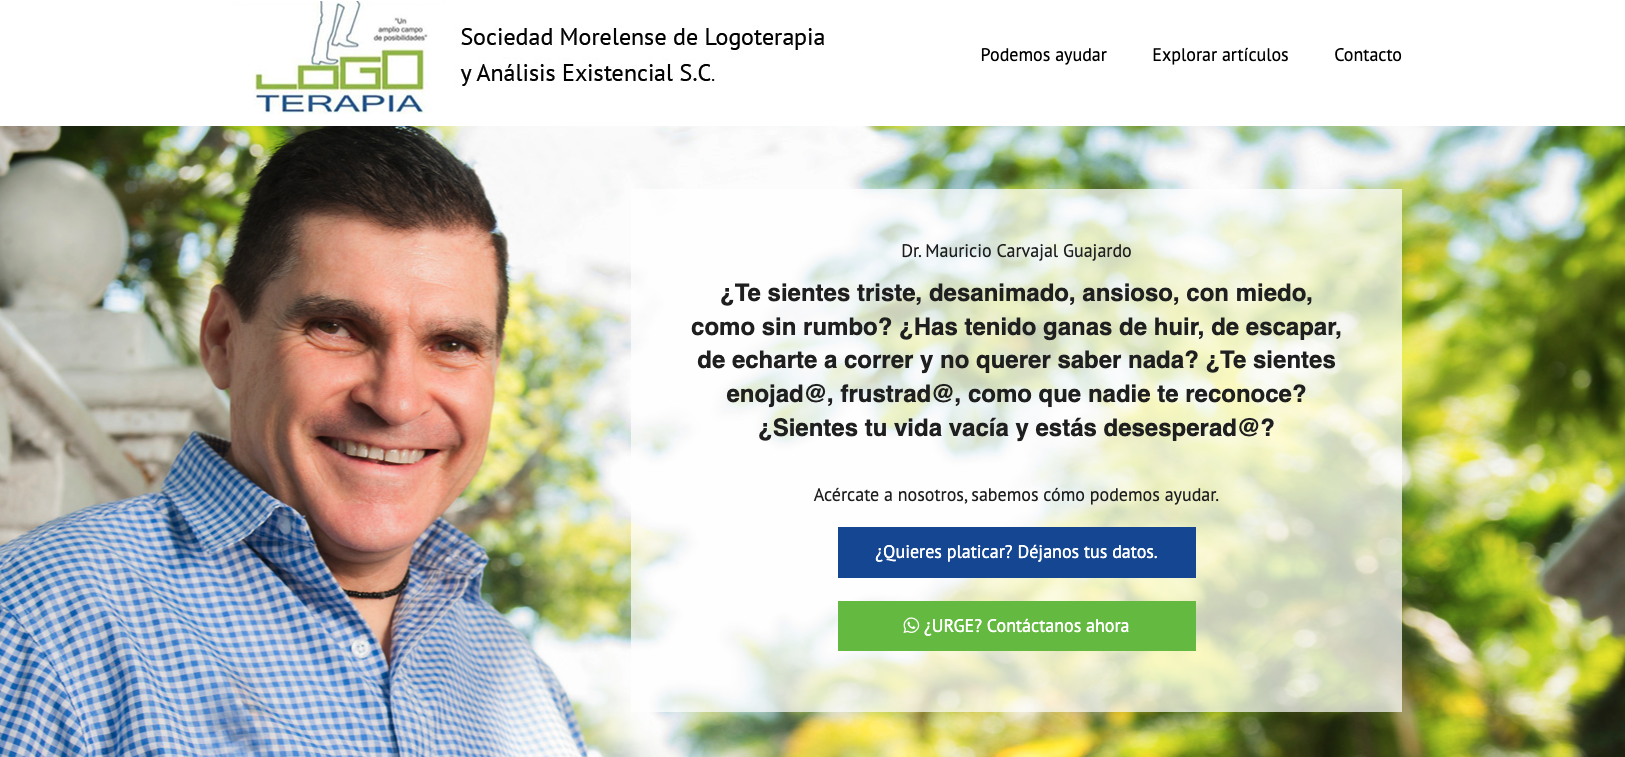 "Un
amplio campo
de posibilidades"
LOGO
TERAPIA
Sociedad Morelense de Logoterapia
y Análisis Existencial S.C.
Podemos ayudar
Explorar artículos
Contacto
Dr. Mauricio Carvajal Guajardo
¿Te sientes triste, desanimado, ansioso, con miedo,
como sin rumbo? ¿Has tenido ganas de huir, de escapar,
de echarte a correr y no querer saber nada? ¿Te sientes
enojad@, frustrad@, como que nadie te reconoce?
¿Sientes tu vida vacía y estás desesperad@?
Acércate a nosotros, sabemos cómo podemos ayudar.
¿Quieres platicar? Déjanos tus datos.
¿URGE? Contáctanos ahora